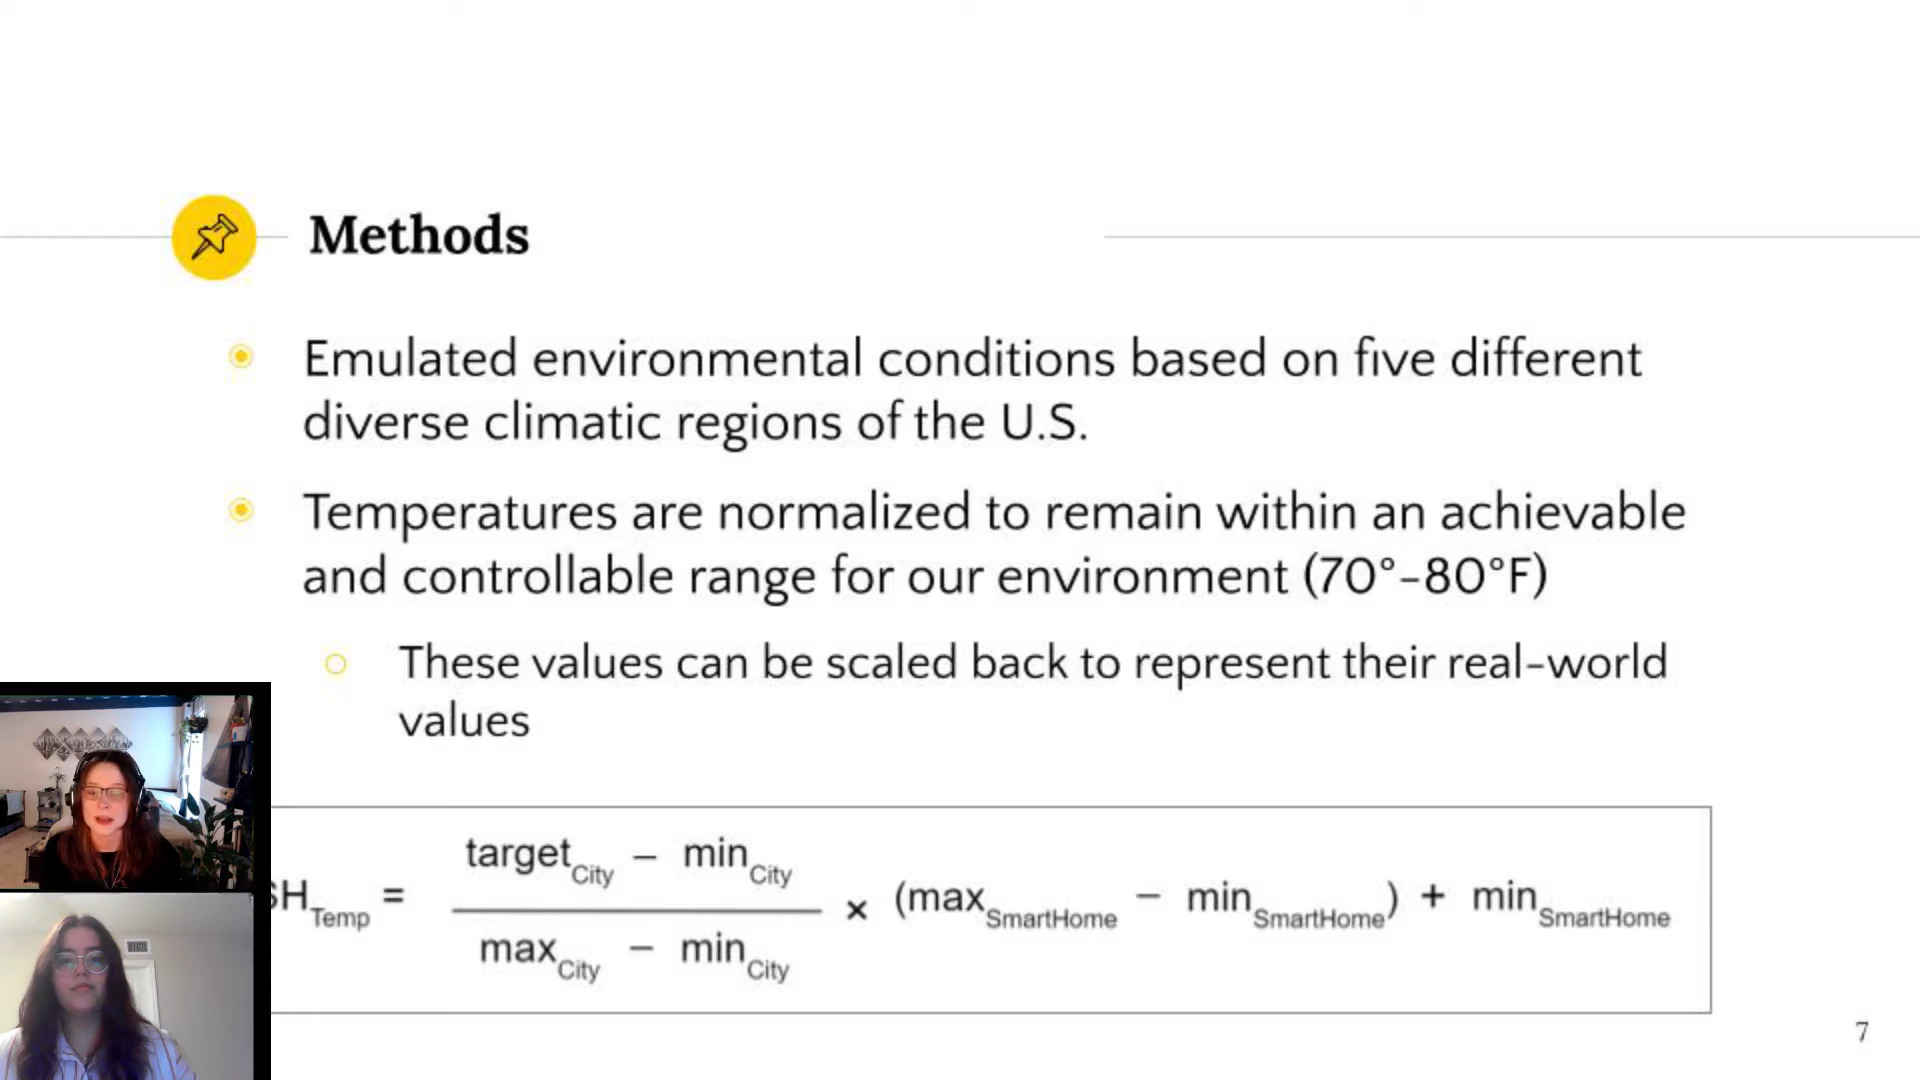 Methods
Emulated environmental conditions based on five different
diverse climatic regions of the U.S.
Temperatures are normalized to remain within an achievable
and controllable range for our environment (70°-80°F)
These values can be scaled back to represent their real-world
values
target_City − min_City
SH_Temp = × (max_SmartHome − min_SmartHome) + min_SmartHome
max_City − min_City
7